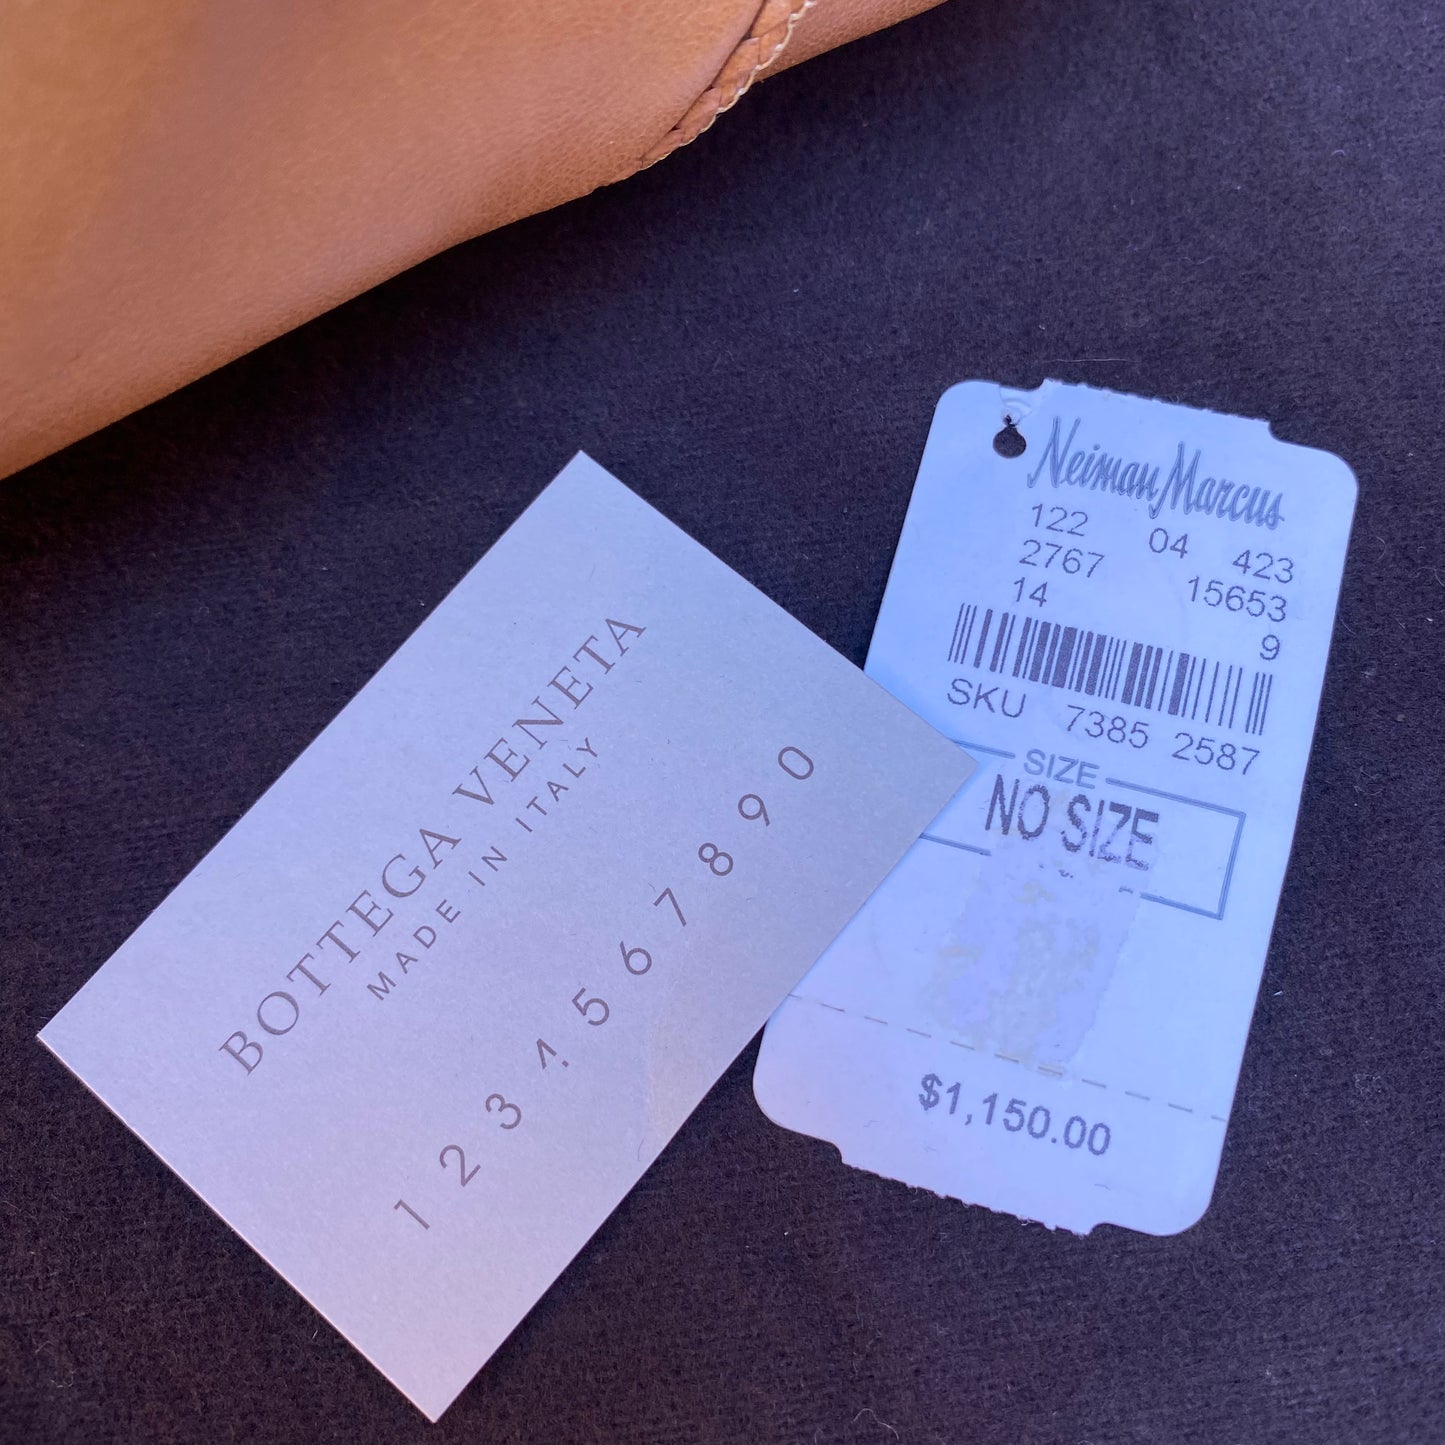 BOTTEGA VENETA
MADE IN ITALY
1 2 3 4 5 6 7 8 9 0
Neiman Marcus
122 04 423
2767 15653
14 9
SKU 7385 2587
SIZE
NO SIZE
$1,150.00